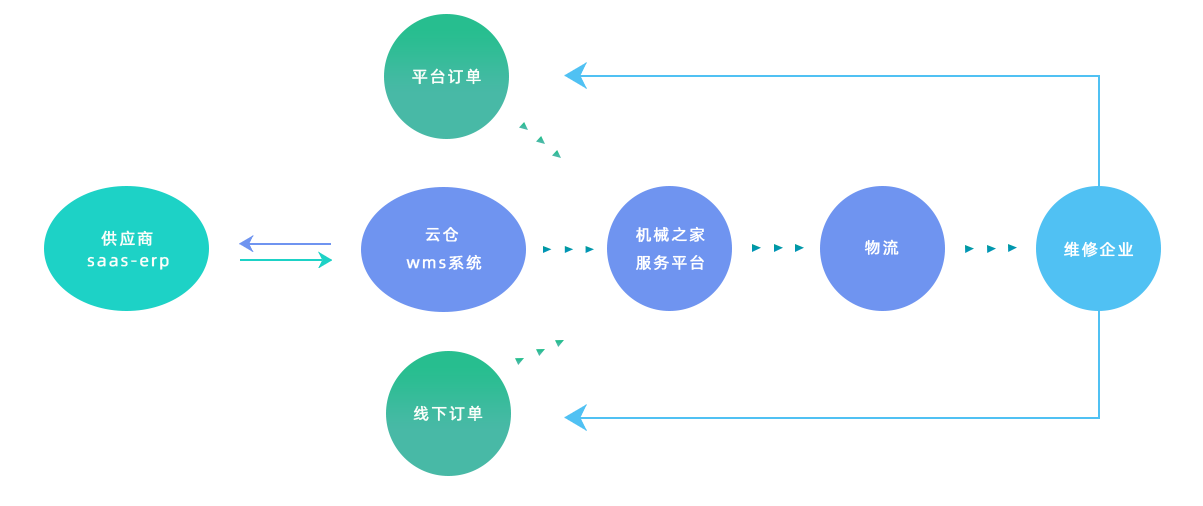 平台订单
供应商
saas-erp
云仓
wms系统
机械之家
服务平台
物流
维修企业
线下订单